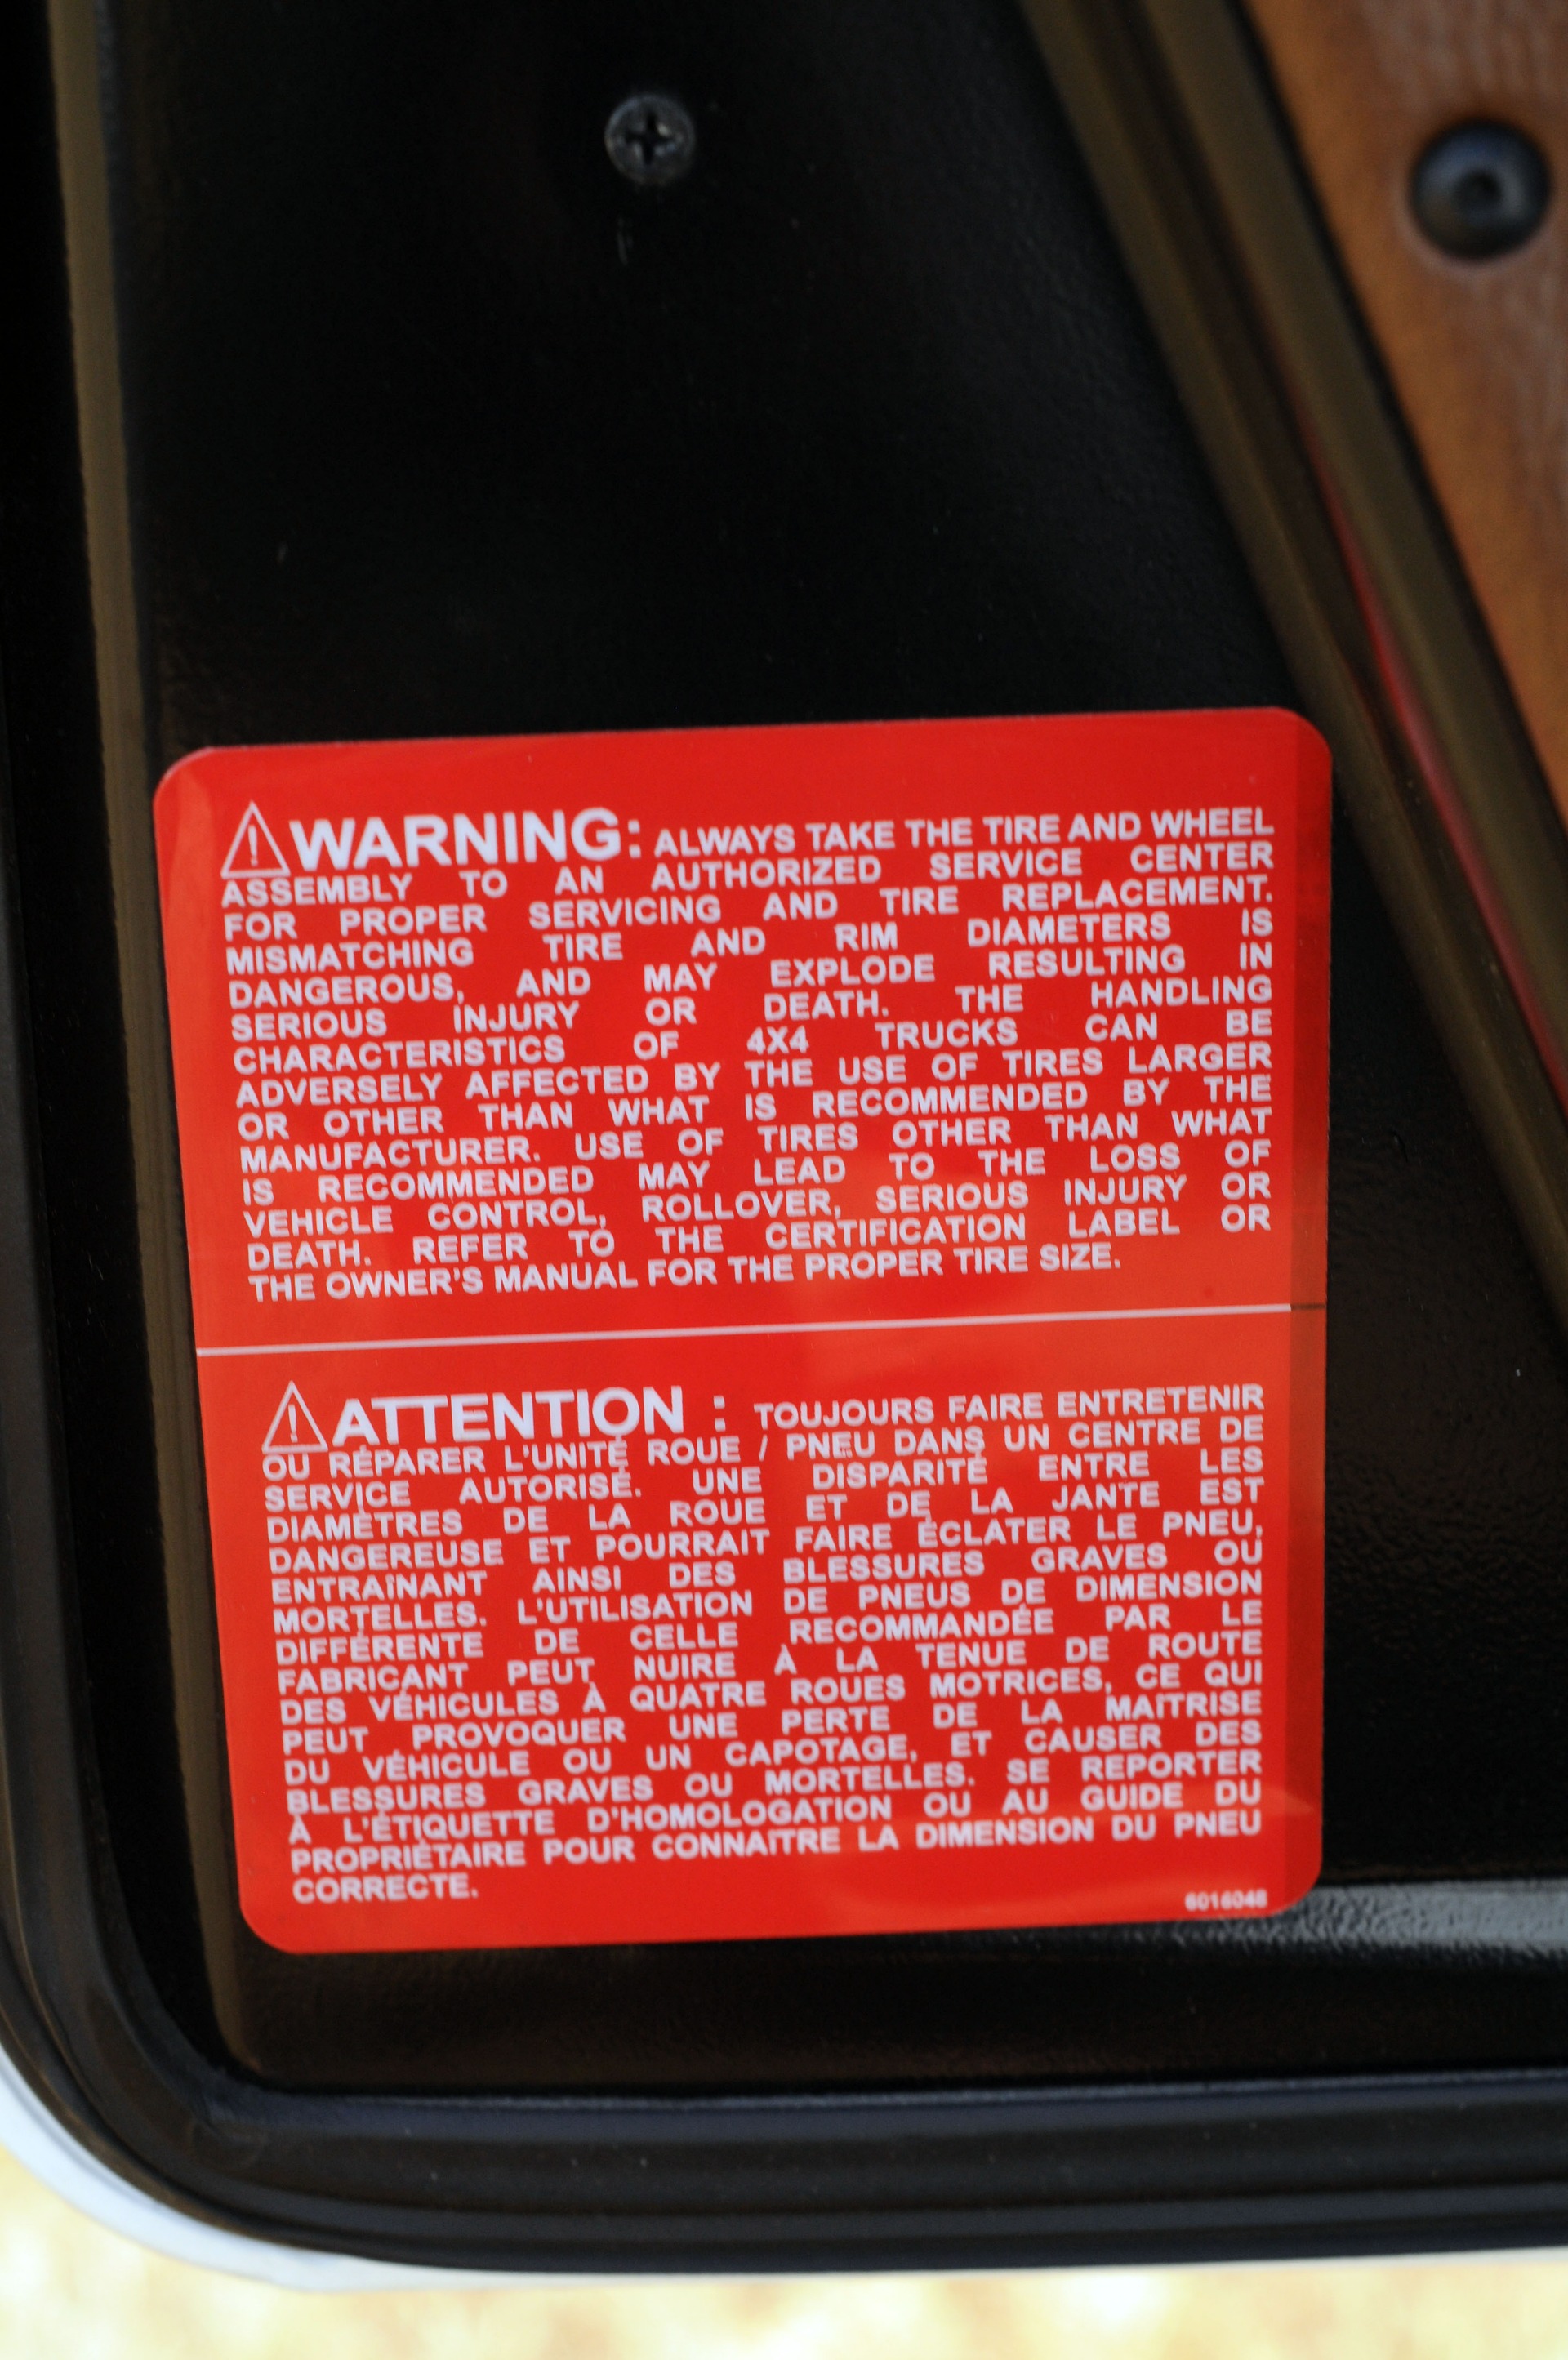 WARNING: ALWAYS TAKE THE TIRE AND WHEEL
ASSEMBLY TO AN AUTHORIZED SERVICE CENTER
FOR PROPER SERVICING AND TIRE REPLACEMENT.
MISMATCHING TIRE AND RIM DIAMETERS IS
DANGEROUS, AND MAY EXPLODE RESULTING IN
SERIOUS INJURY OR DEATH. THE HANDLING
CHARACTERISTICS OF 4X4 TRUCKS CAN BE
ADVERSELY AFFECTED BY THE USE OF TIRES LARGER
OR OTHER THAN WHAT IS RECOMMENDED BY THE
MANUFACTURER. USE OF TIRES OTHER THAN WHAT
IS RECOMMENDED MAY LEAD TO THE LOSS OF
VEHICLE CONTROL, ROLLOVER, SERIOUS INJURY OR
DEATH. REFER TO THE CERTIFICATION LABEL OR
THE OWNER'S MANUAL FOR THE PROPER TIRE SIZE.
ATTENTION : TOUJOURS FAIRE ENTRETENIR
OU RÉPARER L'UNITÉ ROUE / PNEU DANS UN CENTRE DE
SERVICE AUTORISÉ. UNE DISPARITÉ ENTRE LES
DIAMÈTRES DE LA ROUE ET DE LA JANTE EST
DANGEREUSE ET POURRAIT FAIRE ÉCLATER LE PNEU,
ENTRAÎNANT AINSI DES BLESSURES GRAVES OU
MORTELLES. L'UTILISATION DE PNEUS DE DIMENSION
DIFFÉRENTE DE CELLE RECOMMANDÉE PAR LE
FABRICANT PEUT NUIRE À LA TENUE DE ROUTE
DES VÉHICULES À QUATRE ROUES MOTRICES, CE QUI
PEUT PROVOQUER UNE PERTE DE LA MAÎTRISE
DU VÉHICULE OU UN CAPOTAGE, ET CAUSER DES
BLESSURES GRAVES OU MORTELLES. SE REPORTER
À L'ÉTIQUETTE D'HOMOLOGATION OU AU GUIDE DU
PROPRIÉTAIRE POUR CONNAÎTRE LA DIMENSION DU PNEU
CORRECTE.
6016048